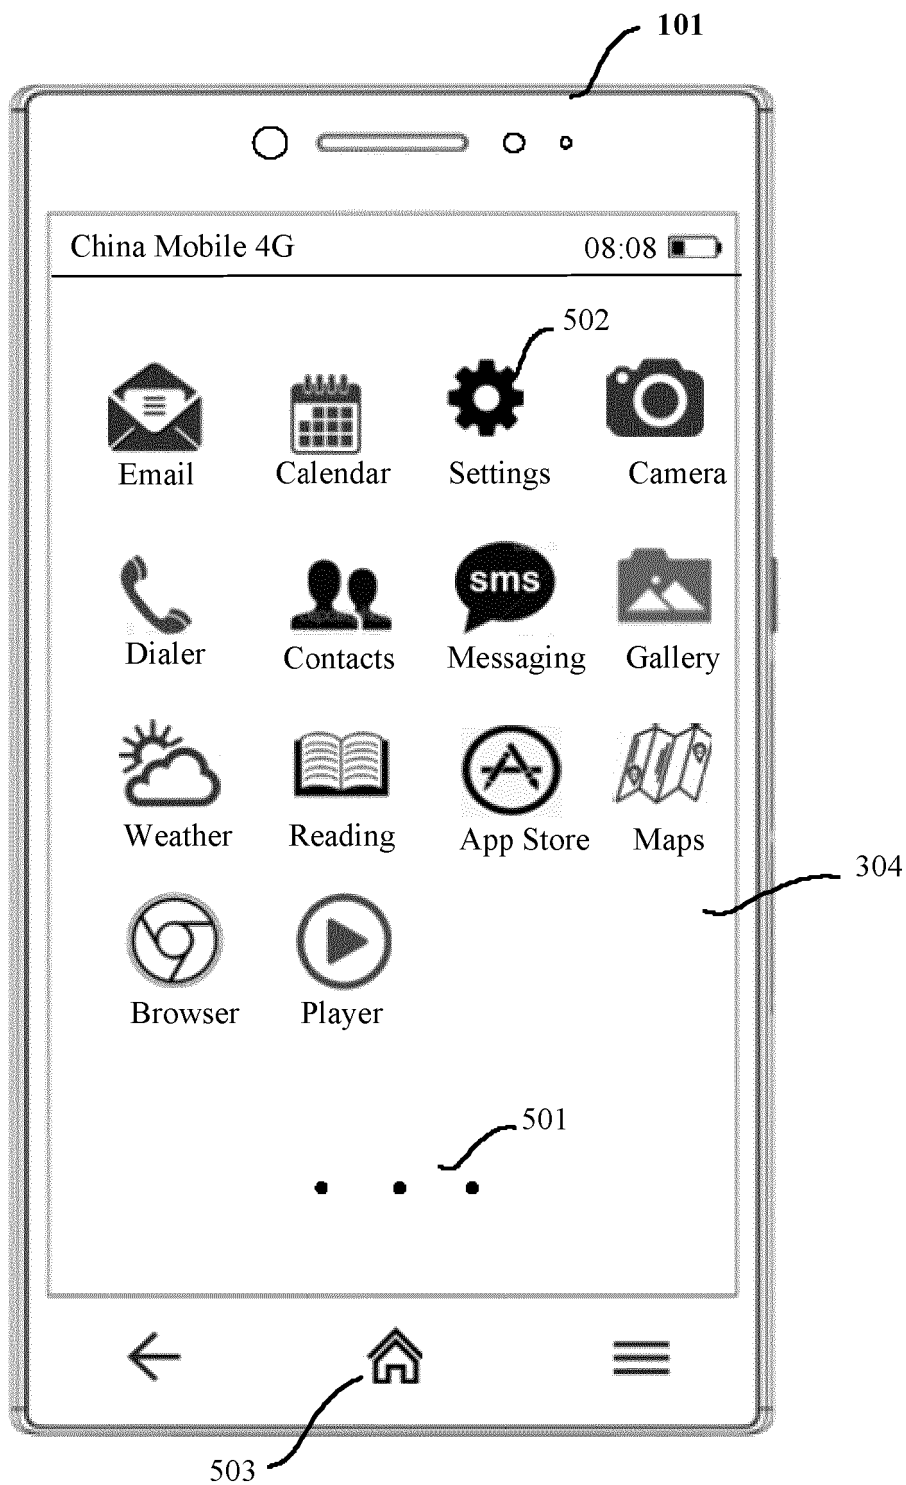 101
China Mobile 4G 08:08
502
Email Calendar Settings Camera
sms
Dialer Contacts Messaging Gallery
Weather Reading App Store Maps
304
Browser Player
501
503